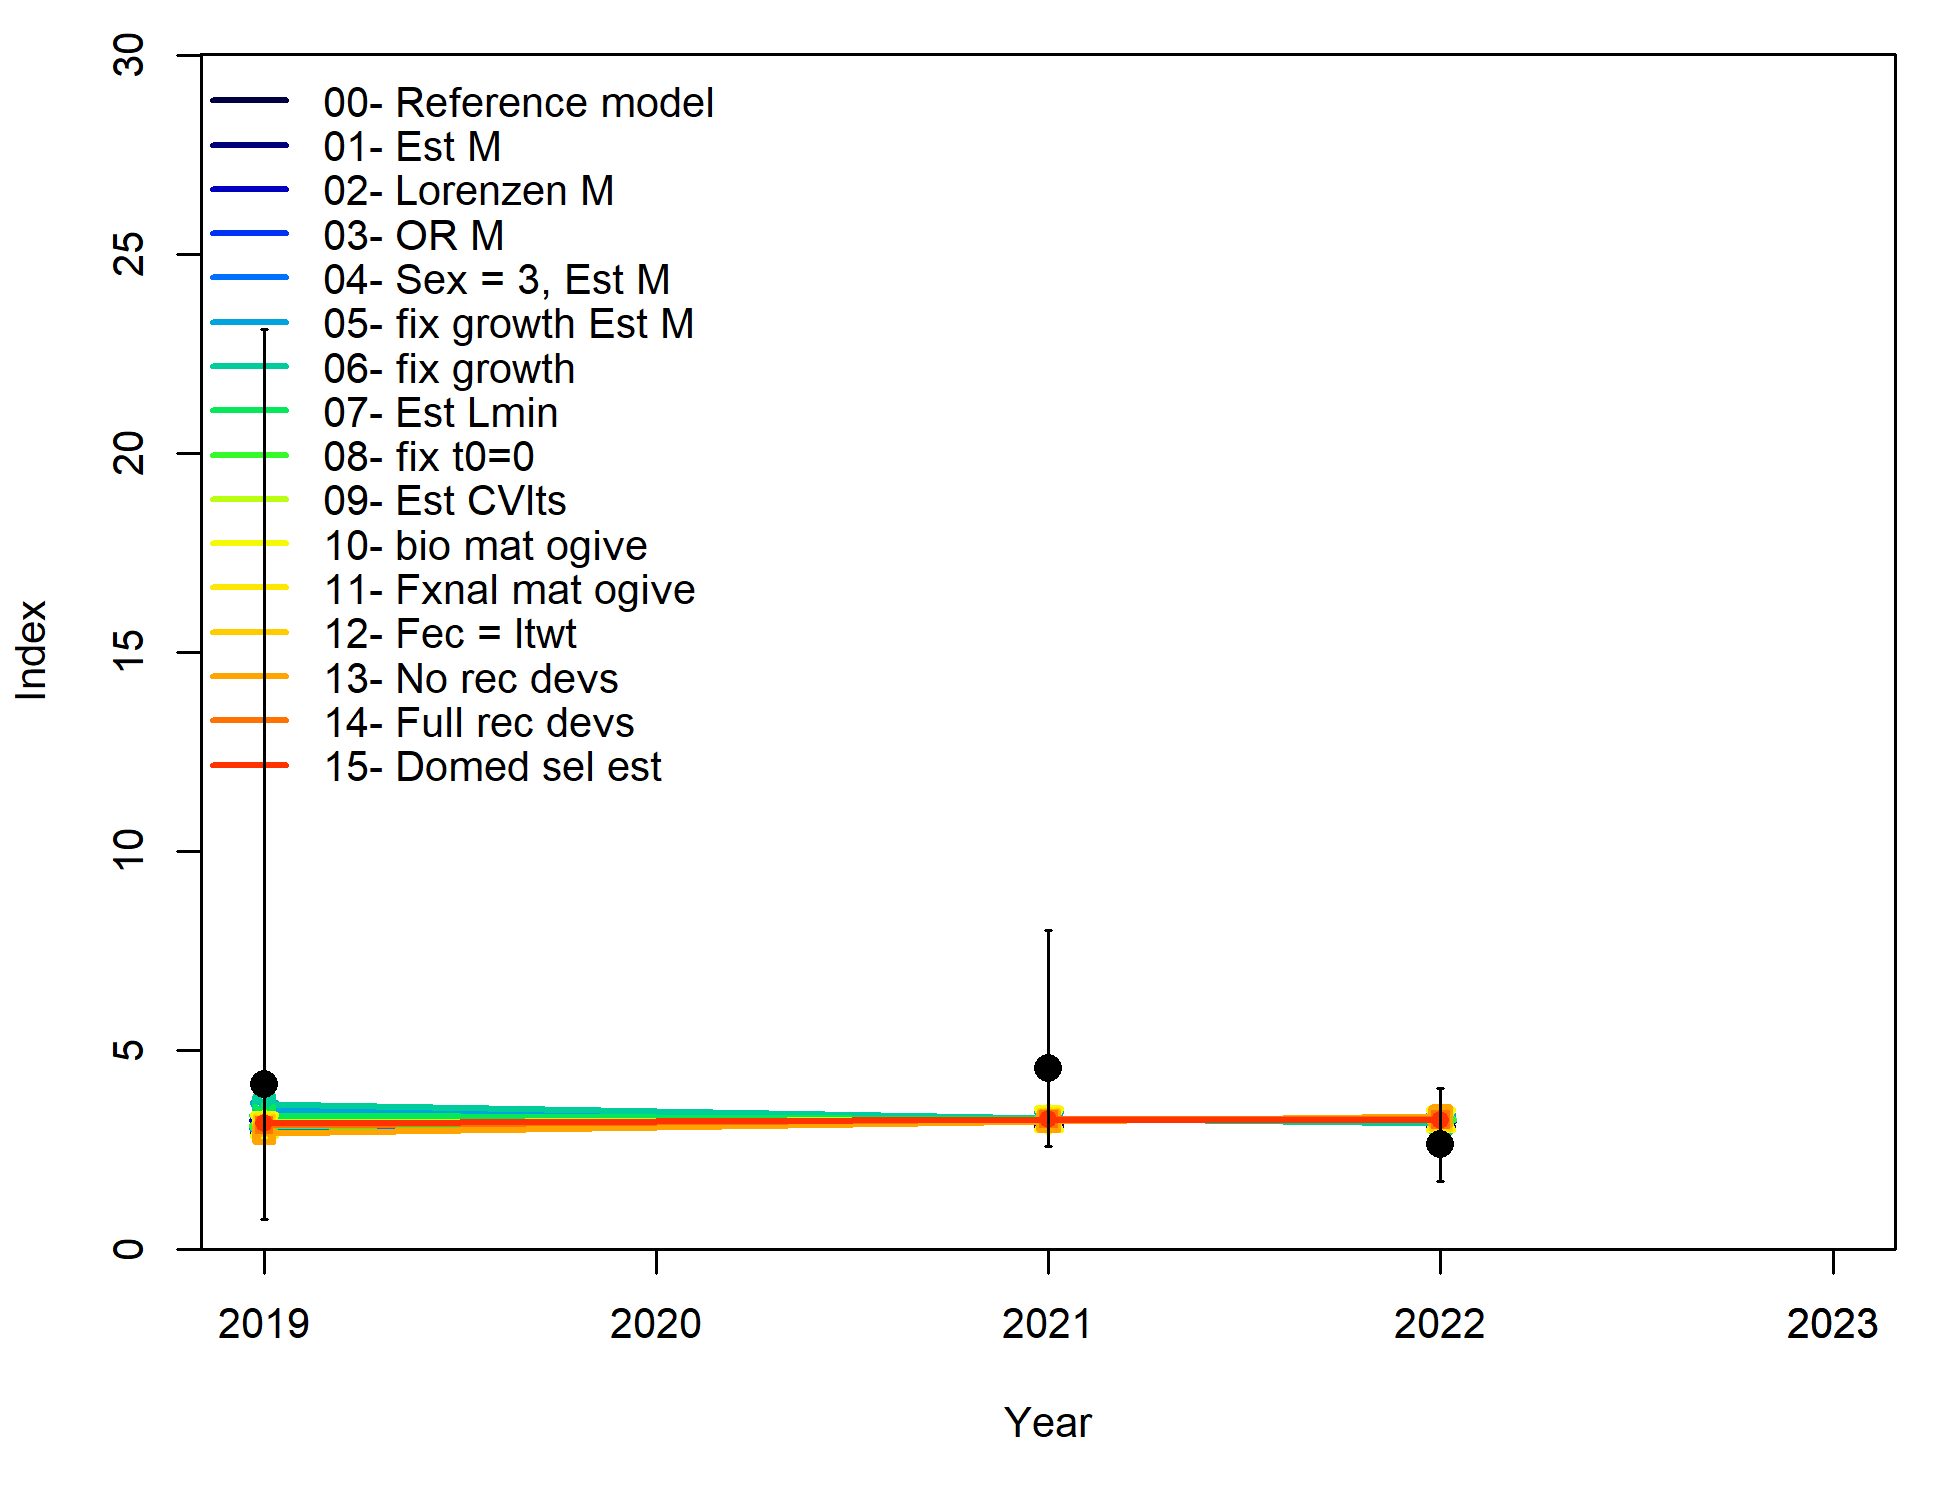 30
25
20
15
10
5
0
Index
00- Reference model
01- Est M
02- Lorenzen M
03- OR M
04- Sex = 3, Est M
05- fix growth Est M
06- fix growth
07- Est Lmin
08- fix t0=0
09- Est CVlts
10- bio mat ogive
11- Fxnal mat ogive
12- Fec = ltwt
13- No rec devs
14- Full rec devs
15- Domed sel est
2019 2020 2021 2022 2023
Year